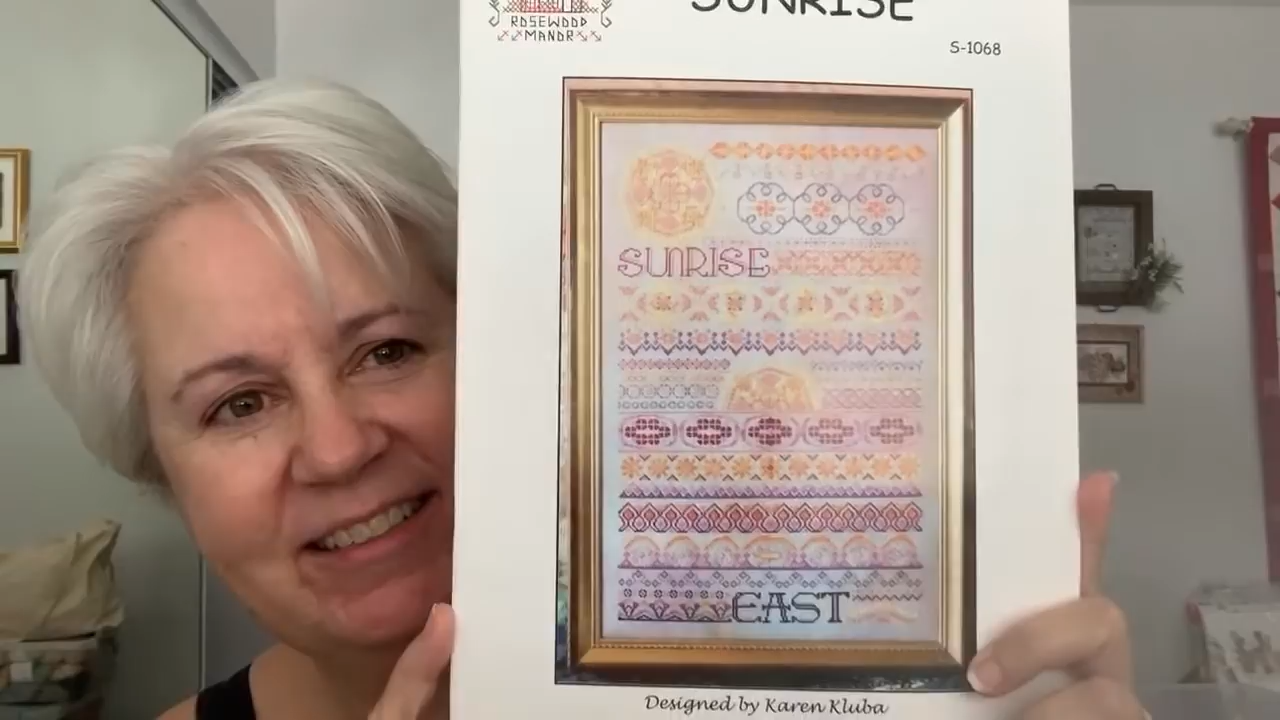 SUNRISE
ROSEWOOD
MANOR
S-1068
SUNRISE
EAST
Designed by Karen Kluba